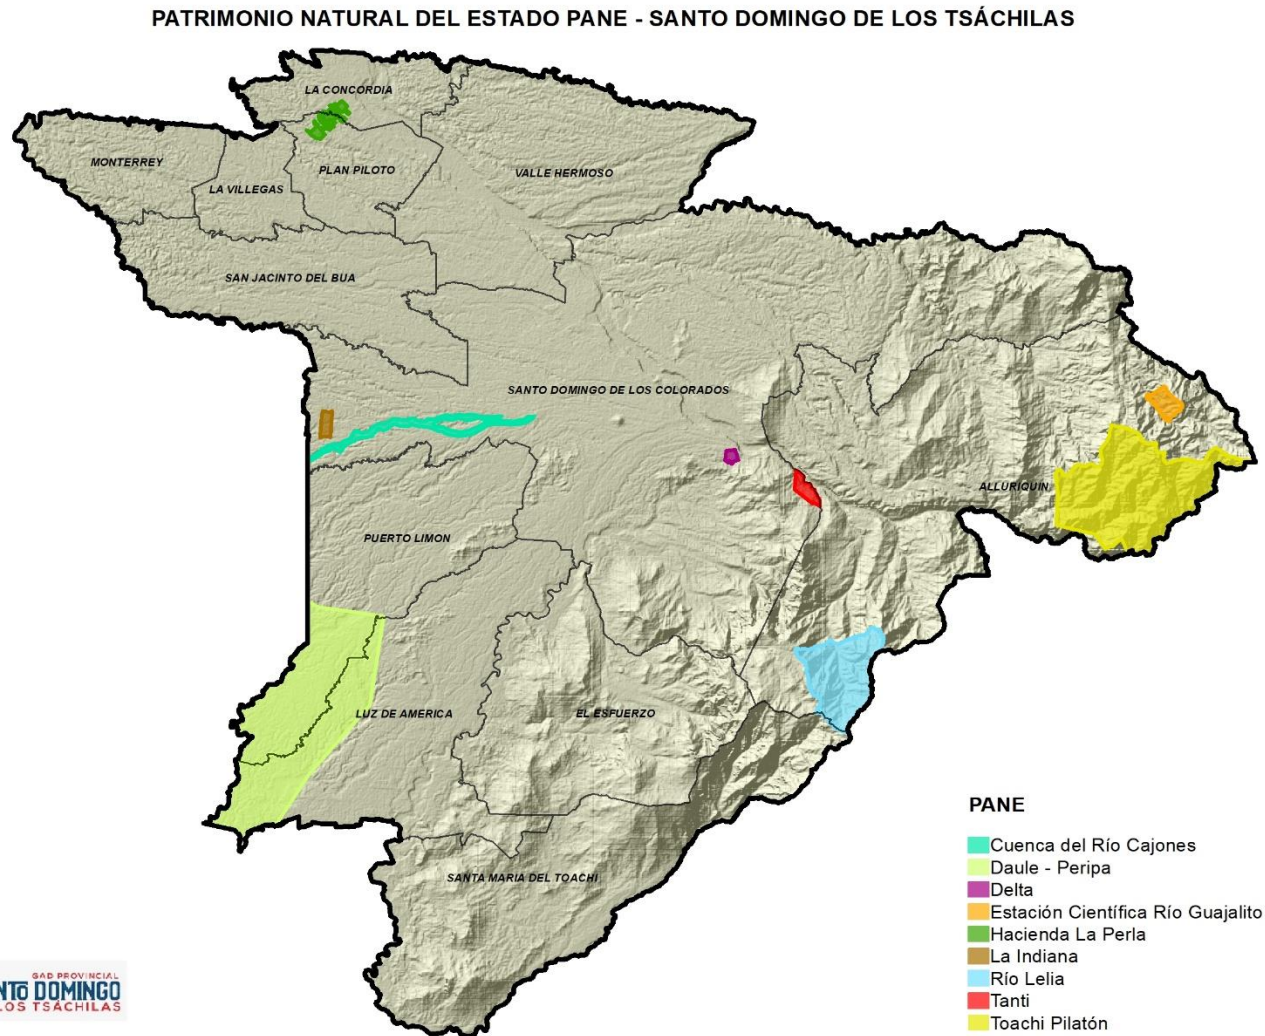 PATRIMONIO NATURAL DEL ESTADO PANE - SANTO DOMINGO DE LOS TSÁCHILAS
LA CONCORDIA
MONTERREY
LA VILLEGAS
PLAN PILOTO
VALLE HERMOSO
SAN JACINTO DEL BUA
SANTO DOMINGO DE LOS COLORADOS
ALLURIQUIN
PUERTO LIMON
LUZ DE AMERICA
EL ESFUERZO
SANTA MARIA DEL TOACHI
PANE
Cuenca del Río Cajones
Daule - Peripa
Delta
Estación Científica Río Guajalito
Hacienda La Perla
La Indiana
Río Lelia
Tanti
Toachi Pilatón
GAD PROVINCIAL
NTO DOMINGO
LOS TSÁCHILAS